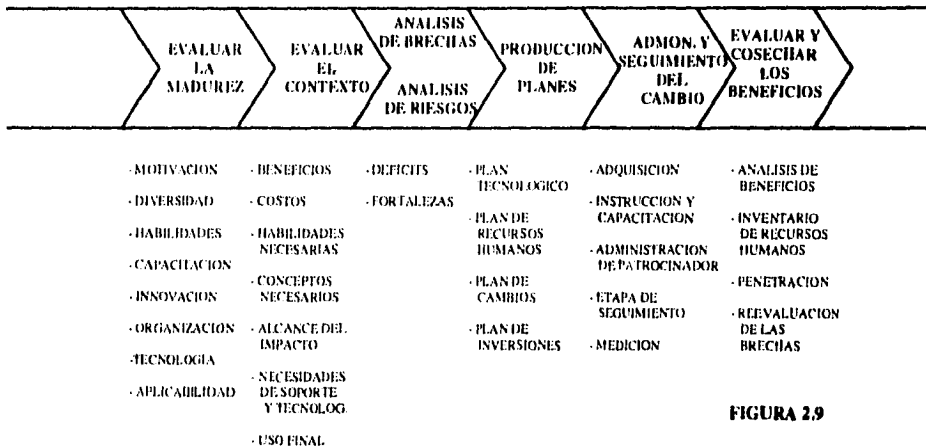 EVALUAR
LA
MADUREZ
EVALUAR
EL
CONTEXTO
ANALISIS
DE BRECHAS
ANALISIS
DE RIESGOS
PRODUCCION
DE
PLANES
ADMON. Y
SEGUIMIENTO
DEL
CAMBIO
EVALUAR Y
COSECHAR
LOS
BENEFICIOS
- MOTIVACION
- DIVERSIDAD
- HABILIDADES
- CAPACITACION
- INNOVACION
- ORGANIZACION
- TECNOLOGIA
- APLICABILIDAD
- BENEFICIOS
- COSTOS
- HABILIDADES
NECESARIAS
- CONCEPTOS
NECESARIOS
- ALCANCE DEL
IMPACTO
- NECESIDADES
DE SOPORTE
Y TECNOLOG.
- USO FINAL
- DEFICITS
- FORTALEZAS
- PLAN
TECNOLOGICO
- PLAN DE
RECURSOS
HUMANOS
- PLAN DE
CAMBIOS
- PLAN DE
INVERSIONES
- ADQUISICION
- INSTRUCCION Y
CAPACITACION
- ADMINISTRACION
DE PATROCINADOR
- ETAPA DE
SEGUIMIENTO
- MEDICION
- ANALISIS DE
BENEFICIOS
- INVENTARIO
DE RECURSOS
HUMANOS
- PENETRACION
- REEVALUACION
DE LAS
BRECHAS
FIGURA 2.9